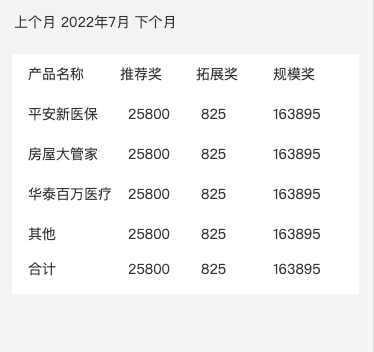 上个月 2022年7月 下个月
产品名称 推荐奖 拓展奖 规模奖
平安新医保 25800 825 163895
房屋大管家 25800 825 163895
华泰百万医疗 25800 825 163895
其他 25800 825 163895
合计 25800 825 163895